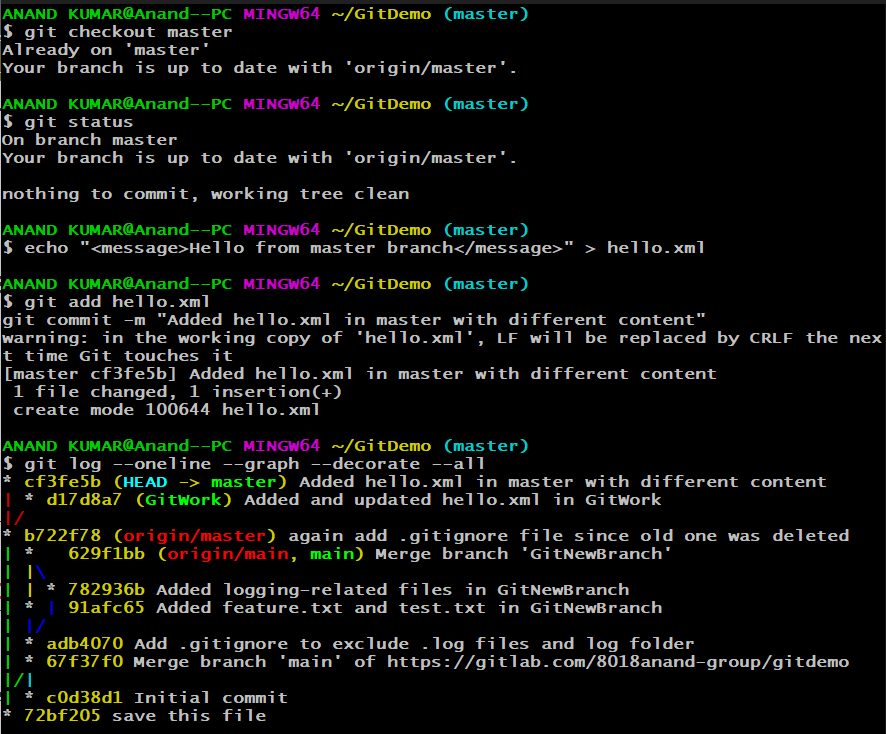 ANAND KUMAR@Anand--PC MINGW64 ~/GitDemo (master)
$ git checkout master
Already on 'master'
Your branch is up to date with 'origin/master'.

ANAND KUMAR@Anand--PC MINGW64 ~/GitDemo (master)
$ git status
On branch master
Your branch is up to date with 'origin/master'.

nothing to commit, working tree clean

ANAND KUMAR@Anand--PC MINGW64 ~/GitDemo (master)
$ echo "<message>Hello from master branch</message>" > hello.xml

ANAND KUMAR@Anand--PC MINGW64 ~/GitDemo (master)
$ git add hello.xml
git commit -m "Added hello.xml in master with different content"
warning: in the working copy of 'hello.xml', LF will be replaced by CRLF the nex
t time Git touches it
[master cf3fe5b] Added hello.xml in master with different content
 1 file changed, 1 insertion(+)
 create mode 100644 hello.xml

ANAND KUMAR@Anand--PC MINGW64 ~/GitDemo (master)
$ git log --oneline --graph --decorate --all
* cf3fe5b (HEAD -> master) Added hello.xml in master with different content
| * d17d8a7 (GitWork) Added and updated hello.xml in GitWork
|/
* b722f78 (origin/master) again add .gitignore file since old one was deleted
| *   629f1bb (origin/main, main) Merge branch 'GitNewBranch'
| |\
| | * 782936b Added logging-related files in GitNewBranch
| * | 91afc65 Added feature.txt and test.txt in GitNewBranch
| |/
| * adb4070 Add .gitignore to exclude .log files and log folder
| * 67f37f0 Merge branch 'main' of https://gitlab.com/8018anand-group/gitdemo
|/|
| * c0d38d1 Initial commit
* 72bf205 save this file